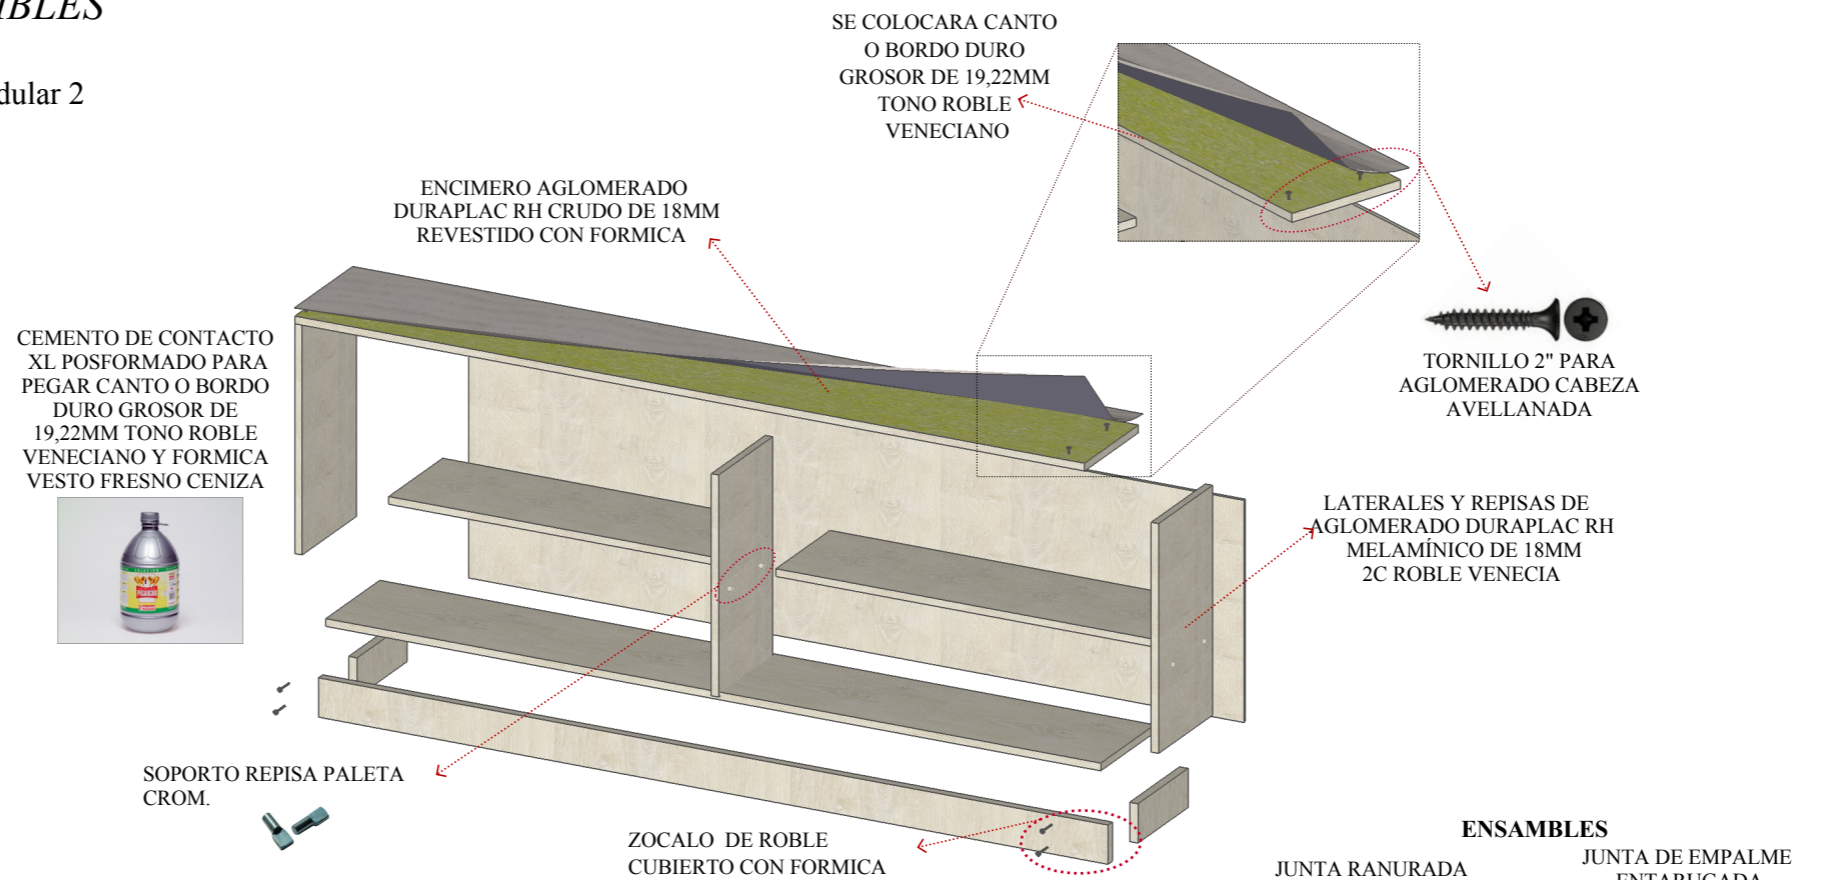 dular 2
SE COLOCARA CANTO
O BORDO DURO
GROSOR DE 19,22MM
TONO ROBLE
VENECIANO
ENCIMERO AGLOMERADO
DURAPLAC RH CRUDO DE 18MM
REVESTIDO CON FORMICA
CEMENTO DE CONTACTO
XL POSFORMADO PARA
PEGAR CANTO O BORDO
DURO GROSOR DE
19,22MM TONO ROBLE
VENECIANO Y FORMICA
VESTO FRESNO CENIZA
TORNILLO 2" PARA
AGLOMERADO CABEZA
AVELLANADA
LATERALES Y REPISAS DE
AGLOMERADO DURAPLAC RH
MELAMÍNICO DE 18MM
2C ROBLE VENECIA
SOPORTO REPISA PALETA
CROM.
ZOCALO DE ROBLE
CUBIERTO CON FORMICA
ENSAMBLES
JUNTA RANURADA
JUNTA DE EMPALME